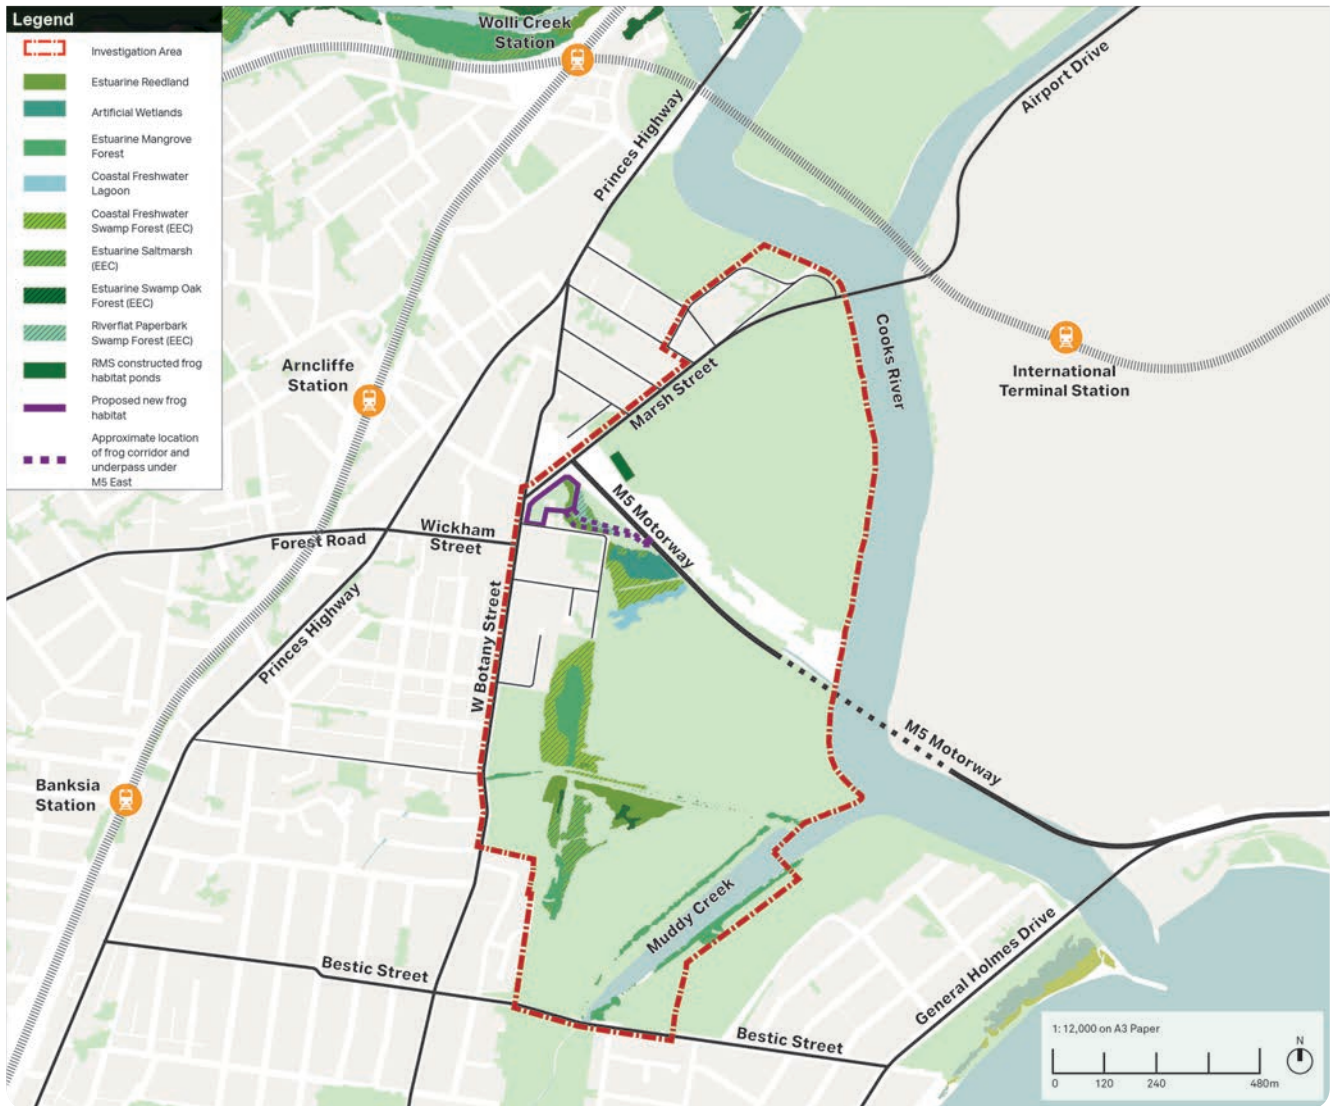 Legend
Investigation Area
Estuarine Reedland
Artificial Wetlands
Estuarine Mangrove
Forest
Coastal Freshwater
Lagoon
Coastal Freshwater
Swamp Forest (EEC)
Estuarine Saltmarsh
(EEC)
Estuarine Swamp Oak
Forest (EEC)
Riverflat Paperbark
Swamp Forest (EEC)
RMS constructed frog
habitat ponds
Proposed new frog
habitat
Approximate location
of frog corridor and
underpass under
M5 East
Wolli Creek
Station
Princes Highway
Airport Drive
Cooks River
International
Terminal Station
Arncliffe
Station
Marsh Street
M5 Motorway
Wickham
Street
Forest Road
Princes Highway
W Botany Street
M5 Motorway
Banksia
Station
Muddy Creek
Bestic Street
General Holmes Drive
Bestic Street
1: 12,000 on A3 Paper
N
0 120 240 480m